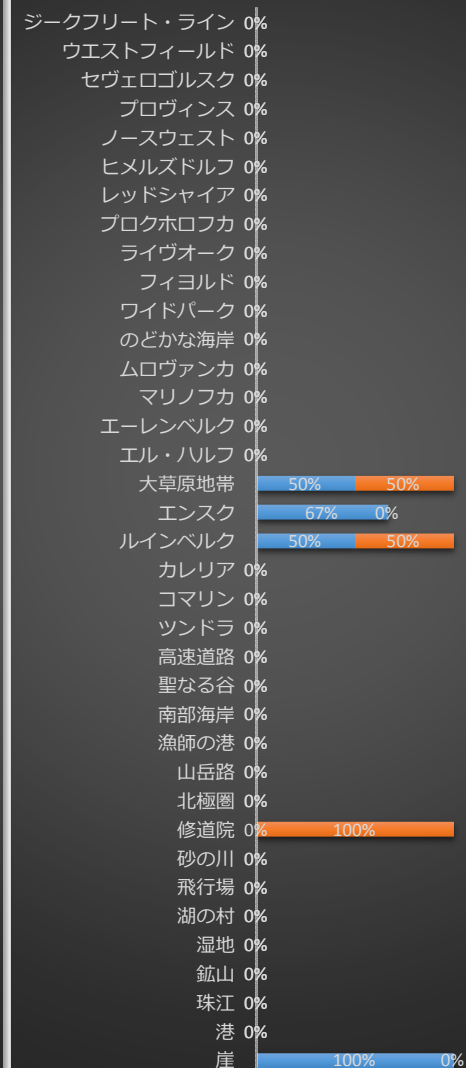 ジークフリート・ライン 0%
ウエストフィールド 0%
セヴェロゴルスク 0%
プロヴィンス 0%
ノースウェスト 0%
ヒメルズドルフ 0%
レッドシャイア 0%
プロクホロフカ 0%
ライヴオーク 0%
フィヨルド 0%
ワイドパーク 0%
のどかな海岸 0%
ムロヴァンカ 0%
マリノフカ 0%
エーレンベルク 0%
エル・ハルフ 0%
大草原地帯 50% 50%
エンスク 67% 0%
ルインベルク 50% 50%
カレリア 0%
コマリン 0%
ツンドラ 0%
高速道路 0%
聖なる谷 0%
南部海岸 0%
漁師の港 0%
山岳路 0%
北極圏 0%
修道院 0% 100%
砂の川 0%
飛行場 0%
湖の村 0%
湿地 0%
鉱山 0%
珠江 0%
港 0%
崖 100% 0%